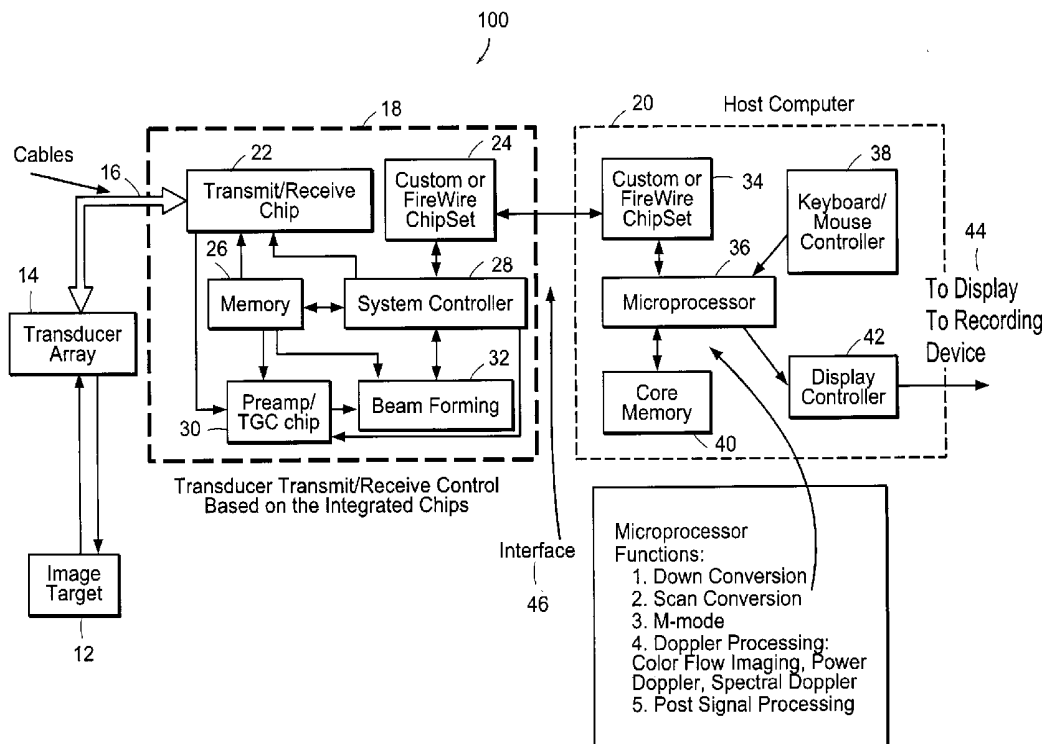 100
18
Cables
16
22
Transmit/Receive
Chip
24
Custom or
FireWire
ChipSet
26
Memory
28
System Controller
14
Transducer
Array
30
Preamp/
TGC chip
32
Beam Forming
Transducer Transmit/Receive Control
Based on the Integrated Chips
Image
Target
12
Interface
46
Host Computer
20
Custom or
FireWire
ChipSet
34
38
Keyboard/
Mouse
Controller
36
Microprocessor
44
To Display
To Recording
Device
42
Display
Controller
Core
Memory
40
Microprocessor
Functions:
1. Down Conversion
2. Scan Conversion
3. M-mode
4. Doppler Processing:
Color Flow Imaging, Power
Doppler, Spectral Doppler
5. Post Signal Processing